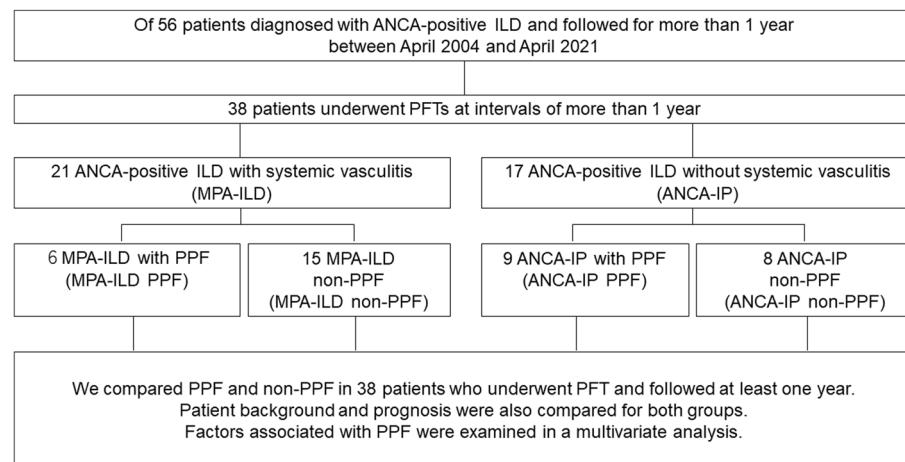 Of 56 patients diagnosed with ANCA-positive ILD and followed for more than 1 year
between April 2004 and April 2021
38 patients underwent PFTs at intervals of more than 1 year
21 ANCA-positive ILD with systemic vasculitis
(MPA-ILD)
17 ANCA-positive ILD without systemic vasculitis
(ANCA-IP)
6 MPA-ILD with PPF
(MPA-ILD PPF)
15 MPA-ILD
non-PPF
(MPA-ILD non-PPF)
9 ANCA-IP with PPF
(ANCA-IP PPF)
8 ANCA-IP
non-PPF
(ANCA-IP non-PPF)
We compared PPF and non-PPF in 38 patients who underwent PFT and followed at least one year.
Patient background and prognosis were also compared for both groups.
Factors associated with PPF were examined in a multivariate analysis.